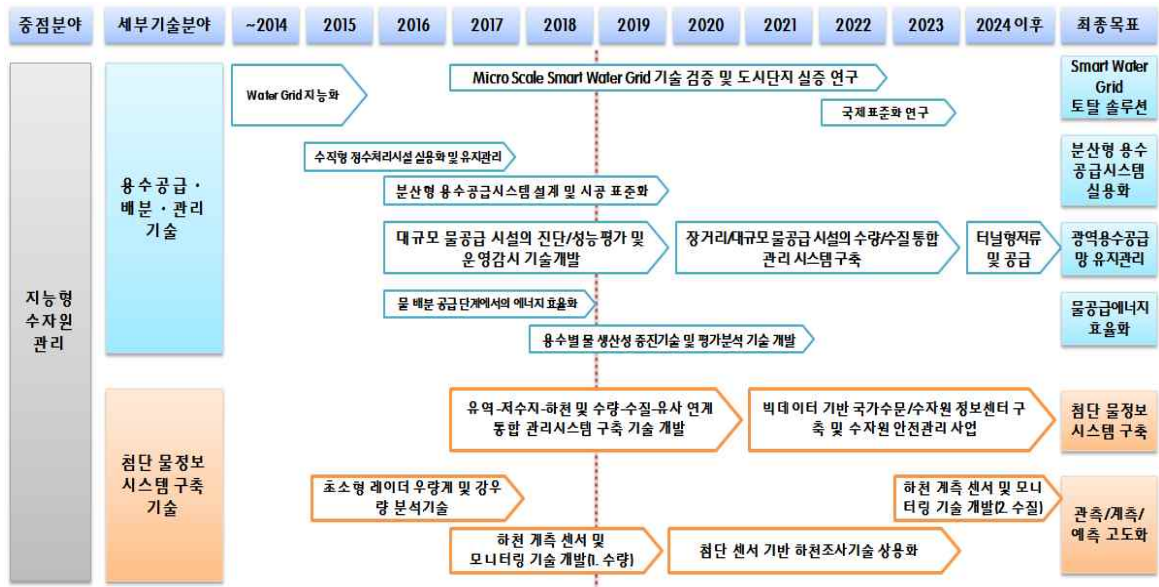 중점분야 세부기술분야 ~2014 2015 2016 2017 2018 2019 2020 2021 2022 2023 2024 이후 최종목표
지능형
수자원
관리
용수공급·
배분·관리
기술
Water Grid 지능화
Micro Scale Smart Water Grid 기술 검증 및 도시단지 실증 연구
국제표준화 연구
Smart Water
Grid
토탈 솔루션
수직형 정수처리시설 실용화 및 유지관리
분산형 용수공급시스템 설계 및 시공 표준화
분산형 용수
공급시스템
실용화
대규모 물공급 시설의 진단/성능평가 및
운영감시 기술개발
장거리/대규모 물공급 시설의 수량/수질 통합
관리 시스템 구축
터널형저류
및 공급
광역용수공급
망 유지관리
물 배분 공급 단계에서의 에너지 효율화
용수별 물 생산성 증진기술 및 평가분석 기술 개발
물공급에너지
효율화
첨단 물정보
시스템 구축
기술
유역-저수지-하천 및 수량-수질-유사 연계
통합 관리시스템 구축 기술 개발
빅데이터 기반 국가수문/수자원 정보센터 구
축 및 수자원 안전관리 사업
첨단 물정보
시스템 구축
초소형 레이더 우량계 및 강우
량 분석기술
하천 계측 센서 및 모니
터링 기술 개발(2. 수질)
하천 계측 센서 및
모니터링 기술 개발(1. 수량)
첨단 센서 기반 하천조사기술 상용화
관측/계측/
예측 고도화